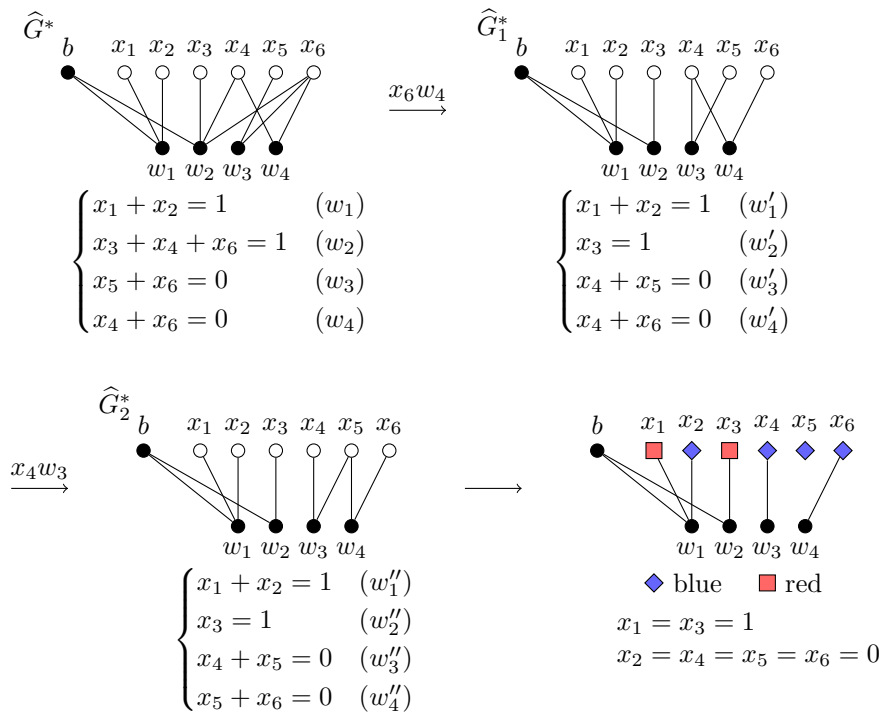 $\widehat{G}^*$
$\widehat{G}_1^*$
b x₁ x₂ x₃ x₄ x₅ x₆
b x₁ x₂ x₃ x₄ x₅ x₆
x₆w₄
w₁ w₂ w₃ w₄
w₁ w₂ w₃ w₄
x₁ + x₂ = 1 (w₁)
x₃ + x₄ + x₆ = 1 (w₂)
x₅ + x₆ = 0 (w₃)
x₄ + x₆ = 0 (w₄)
x₁ + x₂ = 1 (w′₁)
x₃ = 1 (w′₂)
x₄ + x₅ = 0 (w′₃)
x₄ + x₆ = 0 (w′₄)
$\widehat{G}_2^*$
b x₁ x₂ x₃ x₄ x₅ x₆
b x₁ x₂ x₃ x₄ x₅ x₆
x₄w₃
w₁ w₂ w₃ w₄
w₁ w₂ w₃ w₄
x₁ + x₂ = 1 (w″₁)
x₃ = 1 (w″₂)
x₄ + x₅ = 0 (w″₃)
x₅ + x₆ = 0 (w″₄)
blue red
x₁ = x₃ = 1
x₂ = x₄ = x₅ = x₆ = 0